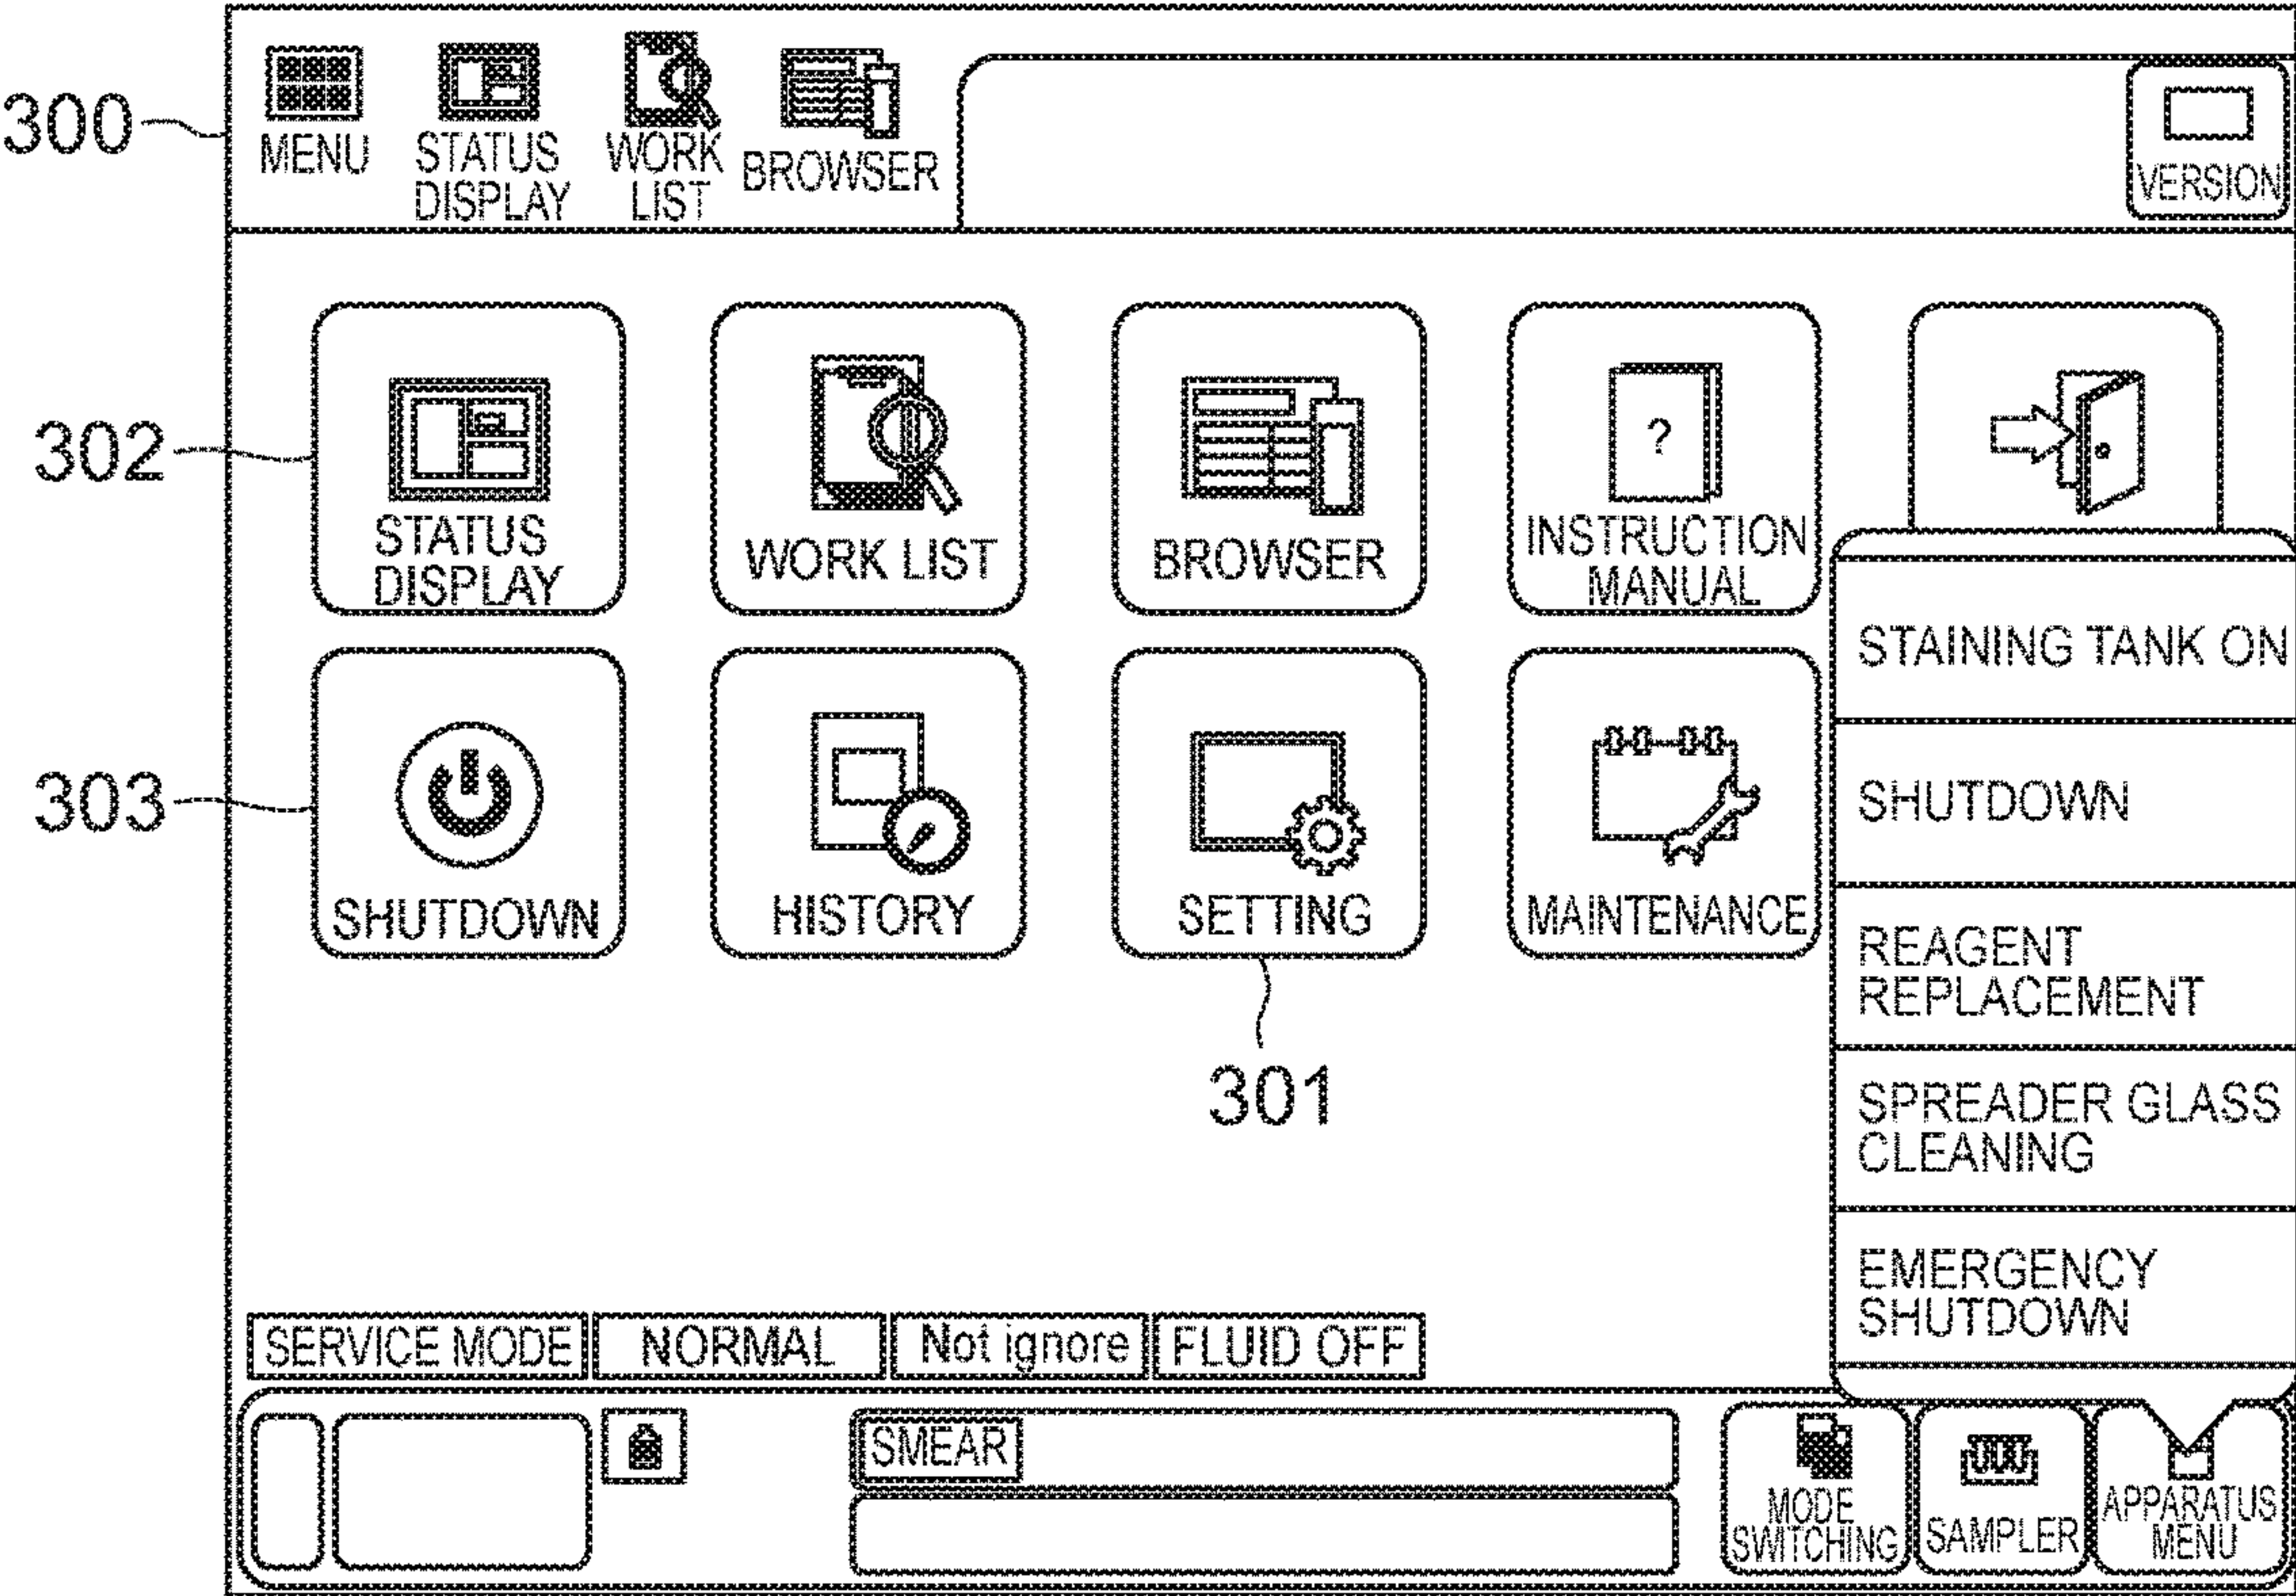 300
MENU
STATUS
DISPLAY
WORK
LIST
BROWSER
VERSION
302
STATUS
DISPLAY
WORK LIST
BROWSER
?
INSTRUCTION
MANUAL
303
SHUTDOWN
HISTORY
SETTING
MAINTENANCE
301
STAINING TANK ON
SHUTDOWN
REAGENT
REPLACEMENT
SPREADER GLASS
CLEANING
EMERGENCY
SHUTDOWN
SERVICE MODE
NORMAL
Not ignore
FLUID OFF
SMEAR
MODE
SWITCHING
SAMPLER
APPARATUS
MENU